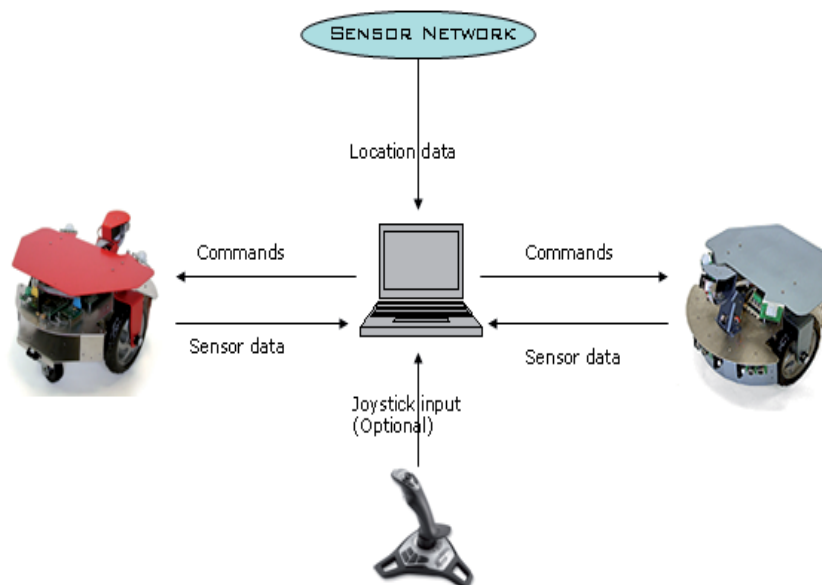 SENSOR NETWORK
Location data
Commands
Commands
Sensor data
Sensor data
Joystick input
(Optional)